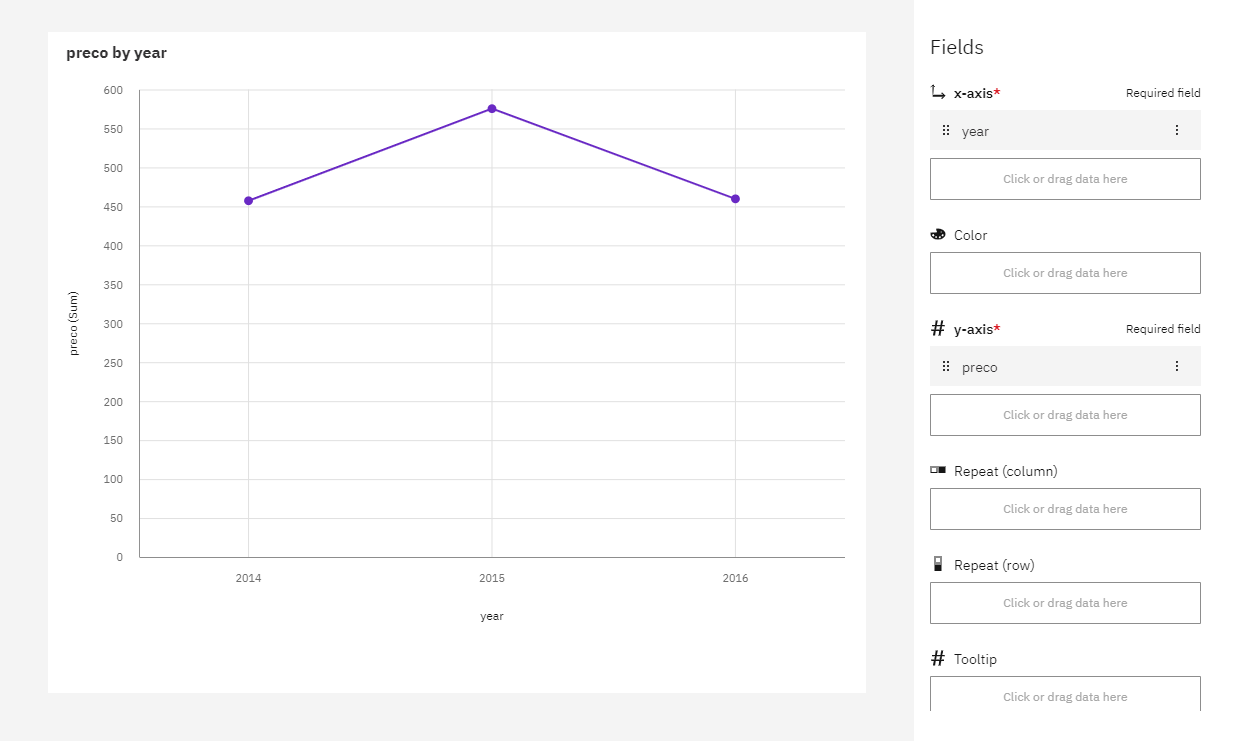 preco by year
600
550
500
450
400
350
300
250
200
150
100
50
0
preco (Sum)
2014 2015 2016
year
Fields
x-axis* Required field
year
Click or drag data here
Color
Click or drag data here
y-axis* Required field
preco
Click or drag data here
Repeat (column)
Click or drag data here
Repeat (row)
Click or drag data here
Tooltip
Click or drag data here